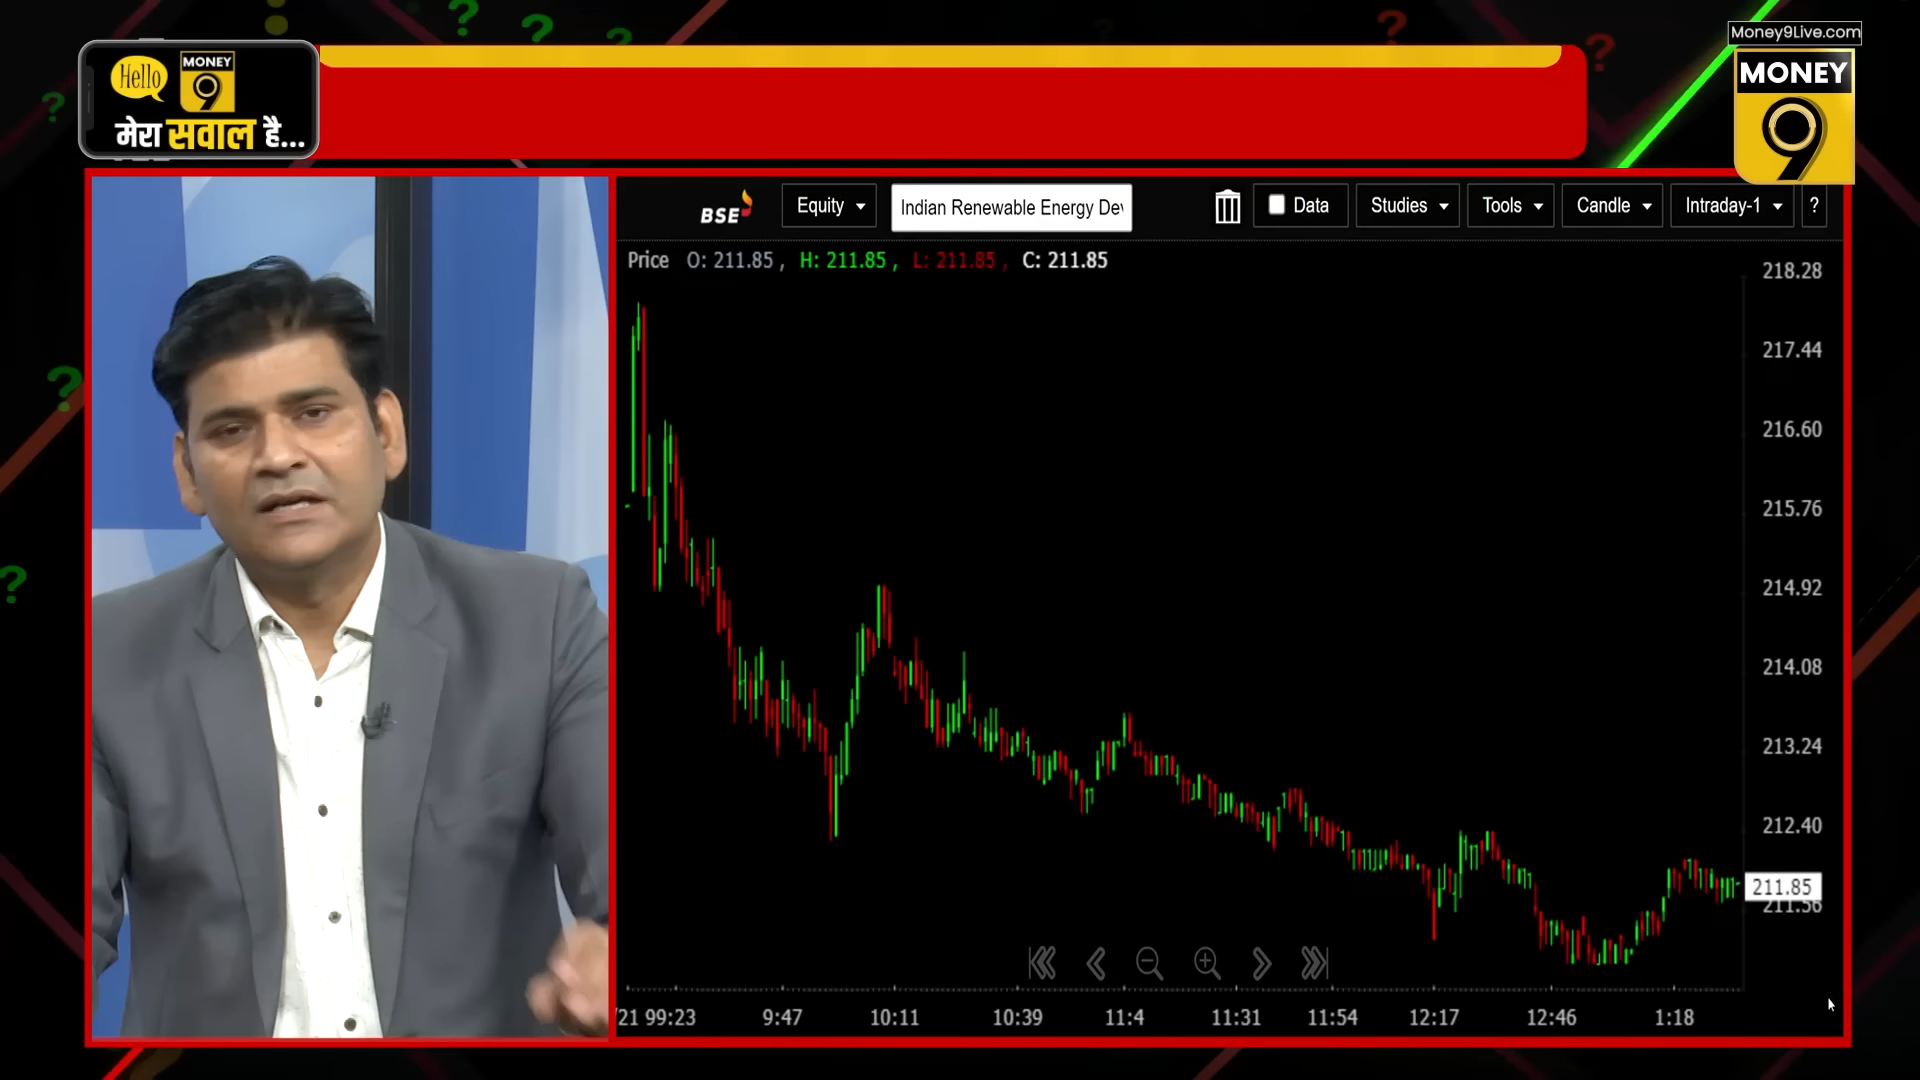 Money9Live.com
MONEY
9
Hello
MONEY
9
मेरा सवाल है...
BSE
Equity
Indian Renewable Energy Dev
Data
Studies
Tools
Candle
Intraday-1
?
Price O: 211.85 , H: 211.85 , L: 211.85 , C: 211.85
218.28
217.44
216.60
215.76
214.92
214.08
213.24
212.40
211.85
211.56
/21 99:23 9:47 10:11 10:39 11:4 11:31 11:54 12:17 12:46 1:18